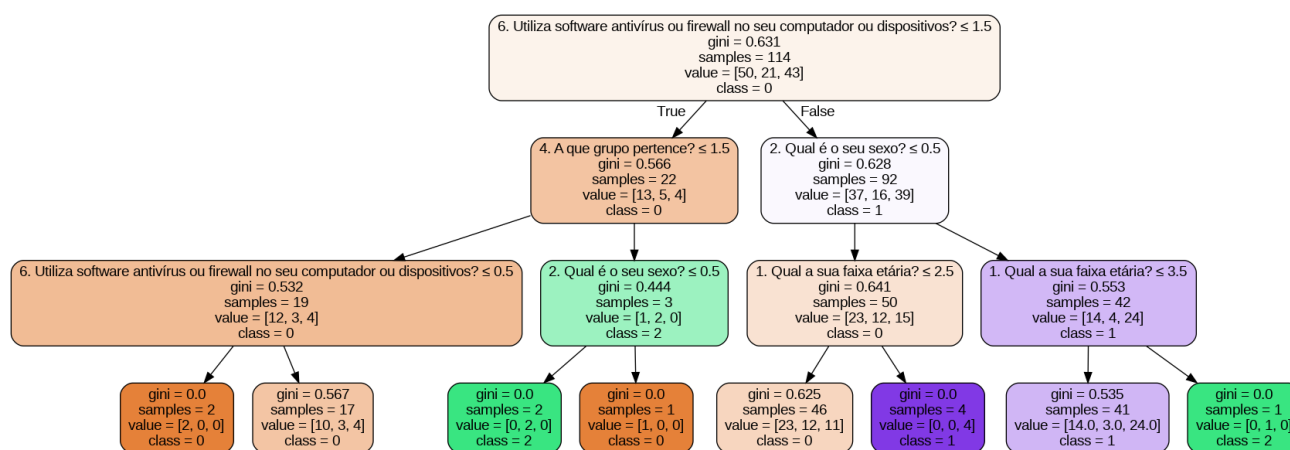 6. Utiliza software antivírus ou firewall no seu computador ou dispositivos? ≤ 1.5
gini = 0.631
samples = 114
value = [50, 21, 43]
class = 0
True
False
4. A que grupo pertence? ≤ 1.5
gini = 0.566
samples = 22
value = [13, 5, 4]
class = 0
2. Qual é o seu sexo? ≤ 0.5
gini = 0.628
samples = 92
value = [37, 16, 39]
class = 1
6. Utiliza software antivírus ou firewall no seu computador ou dispositivos? ≤ 0.5
gini = 0.532
samples = 19
value = [12, 3, 4]
class = 0
2. Qual é o seu sexo? ≤ 0.5
gini = 0.444
samples = 3
value = [1, 2, 0]
class = 2
1. Qual a sua faixa etária? ≤ 2.5
gini = 0.641
samples = 50
value = [23, 12, 15]
class = 0
1. Qual a sua faixa etária? ≤ 3.5
gini = 0.553
samples = 42
value = [14, 4, 24]
class = 1
gini = 0.0
samples = 2
value = [2, 0, 0]
class = 0
gini = 0.567
samples = 17
value = [10, 3, 4]
class = 0
gini = 0.0
samples = 2
value = [0, 2, 0]
class = 2
gini = 0.0
samples = 1
value = [1, 0, 0]
class = 0
gini = 0.625
samples = 46
value = [23, 12, 11]
class = 0
gini = 0.0
samples = 4
value = [0, 0, 4]
class = 1
gini = 0.535
samples = 41
value = [14.0, 3.0, 24.0]
class = 1
gini = 0.0
samples = 1
value = [0, 1, 0]
class = 2